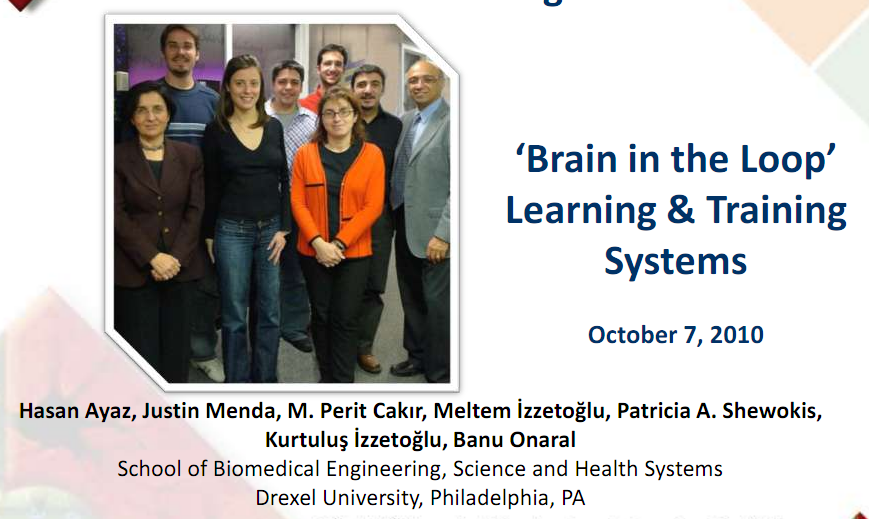 ‘Brain in the Loop’
Learning & Training
Systems
October 7, 2010
Hasan Ayaz, Justin Menda, M. Perit Cakır, Meltem İzzetoğlu, Patricia A. Shewokis,
Kurtuluş İzzetoğlu, Banu Onaral
School of Biomedical Engineering, Science and Health Systems
Drexel University, Philadelphia, PA